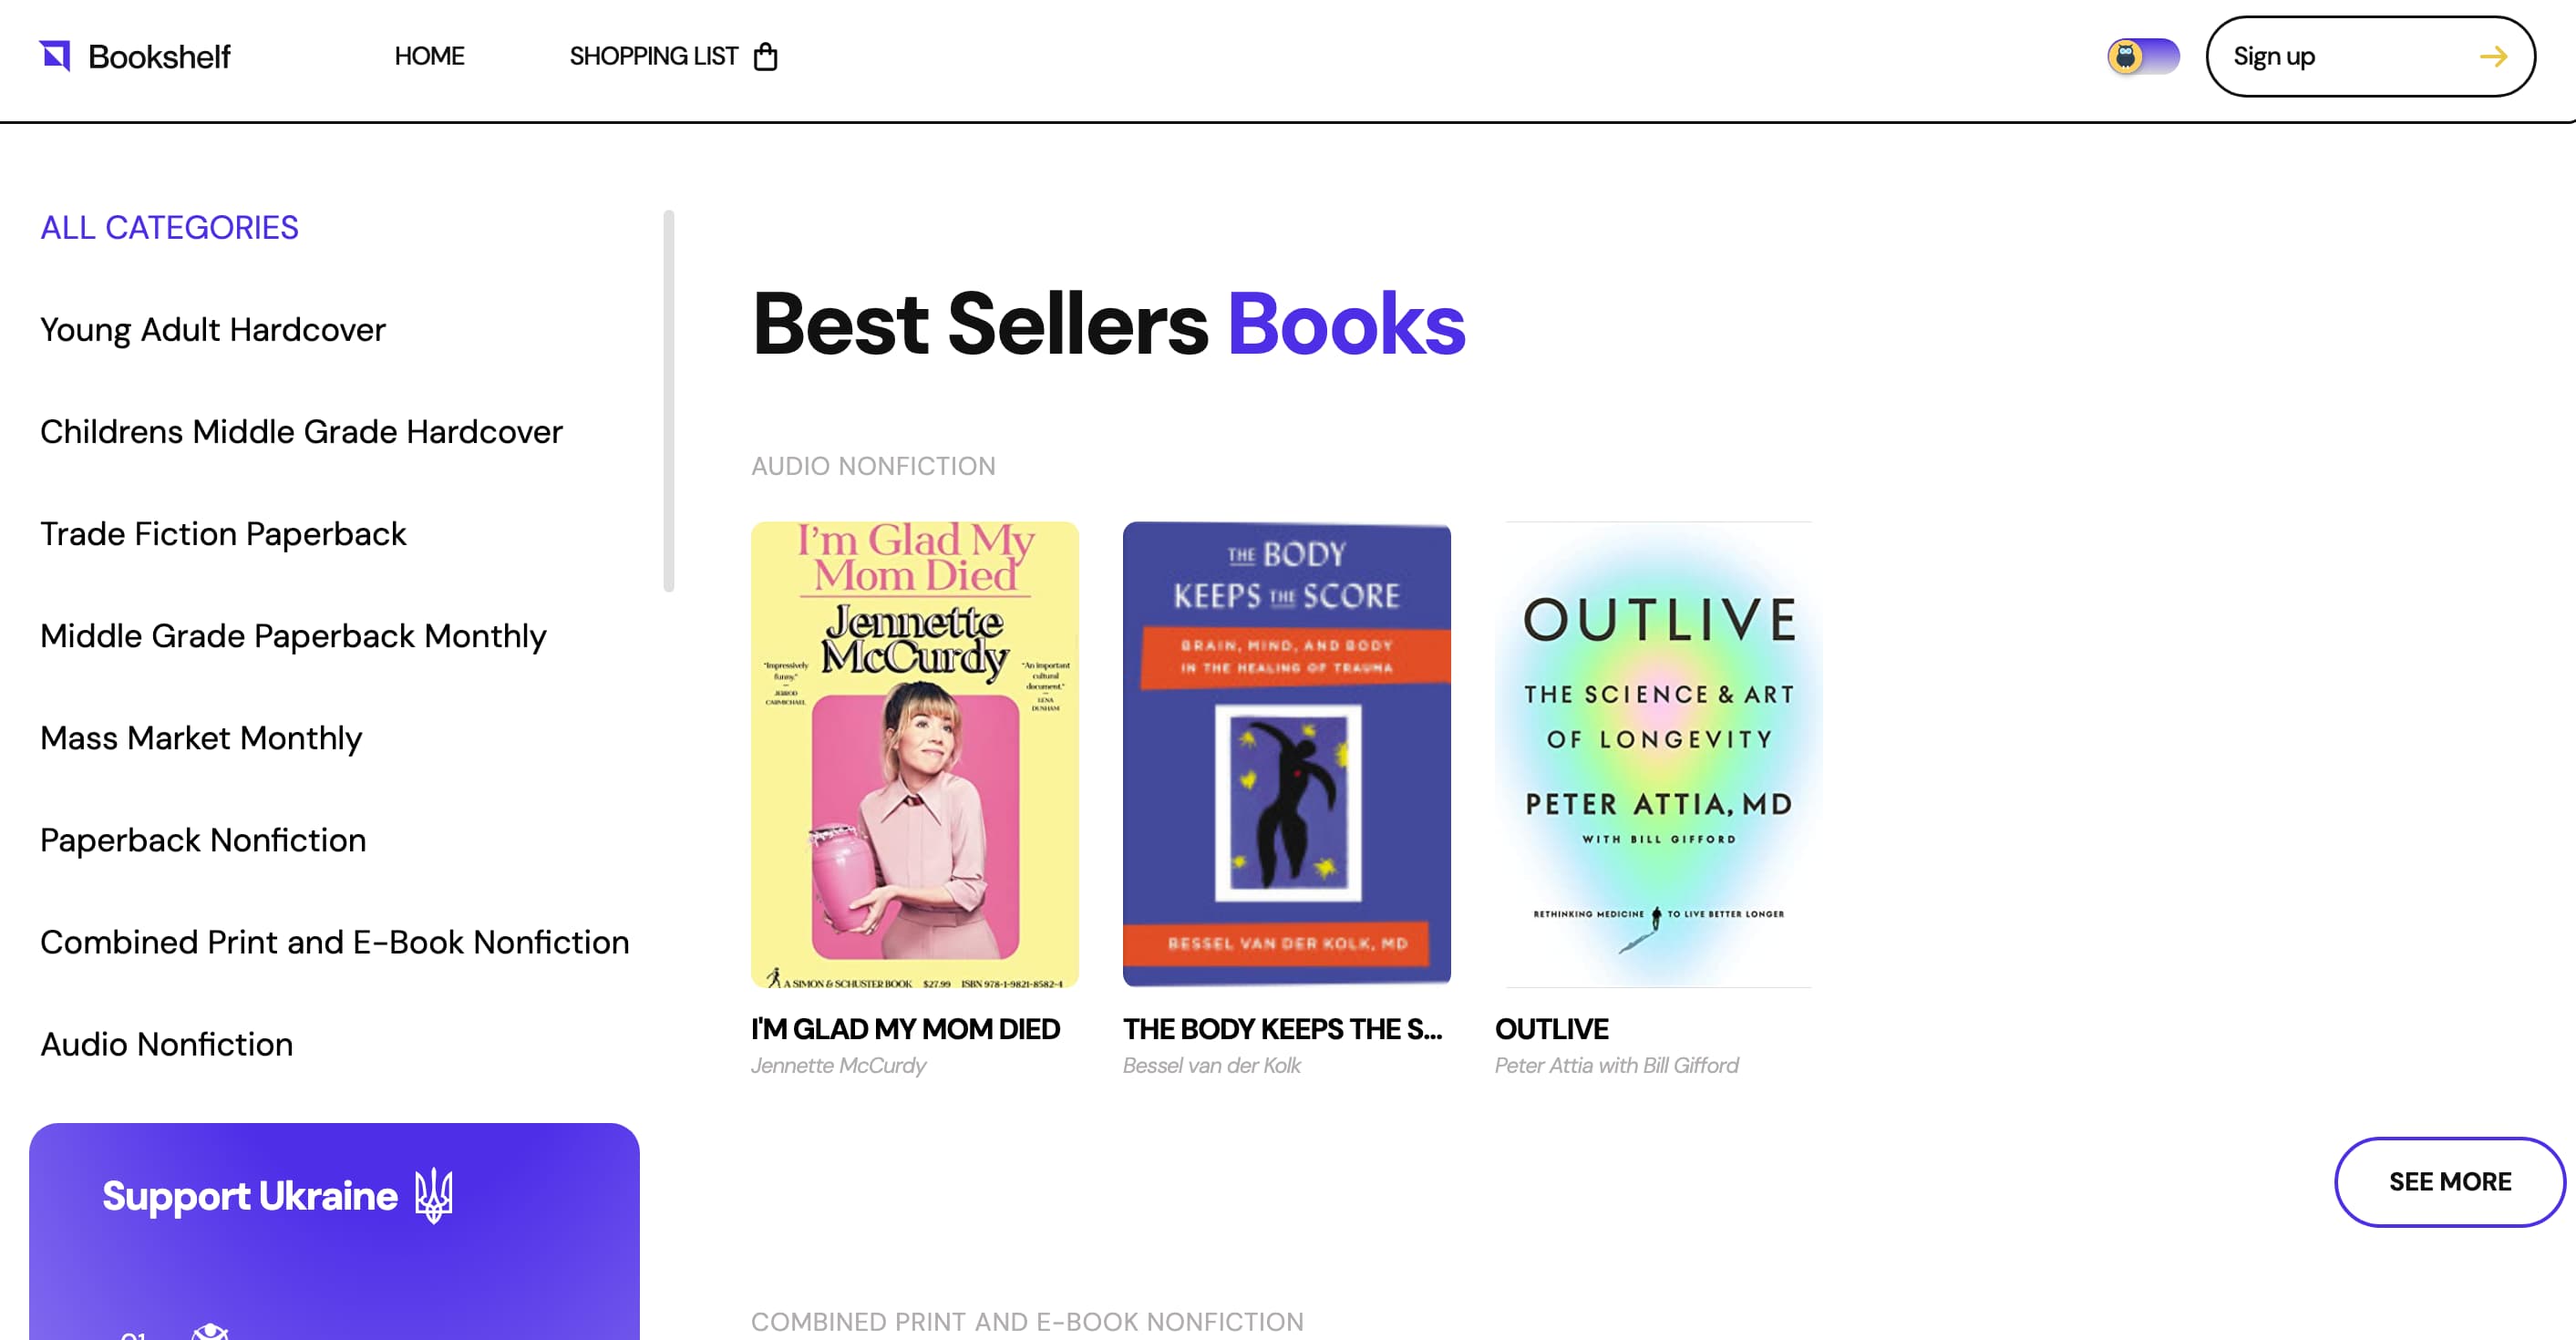 Bookshelf
HOME
SHOPPING LIST
Sign up
ALL CATEGORIES
Young Adult Hardcover
Childrens Middle Grade Hardcover
Trade Fiction Paperback
Middle Grade Paperback Monthly
Mass Market Monthly
Paperback Nonfiction
Combined Print and E-Book Nonfiction
Audio Nonfiction
Support Ukraine
01
Best Sellers Books
AUDIO NONFICTION
I'm Glad My
Mom Died
Jennette
McCurdy
"Impressively
funny."
—
JERROD
CARMICHAEL
"An important
cultural
document."
—
LENA
DUNHAM
A SIMON & SCHUSTER BOOK $27.99 ISBN 978-1-9821-8582-4
I'M GLAD MY MOM DIED
Jennette McCurdy
THE BODY
KEEPS THE SCORE
BRAIN, MIND, AND BODY
IN THE HEALING OF TRAUMA
BESSEL VAN DER KOLK, MD
THE BODY KEEPS THE S...
Bessel van der Kolk
OUTLIVE
THE SCIENCE & ART
OF LONGEVITY
PETER ATTIA, MD
WITH BILL GIFFORD
RETHINKING MEDICINE TO LIVE BETTER LONGER
OUTLIVE
Peter Attia with Bill Gifford
SEE MORE
COMBINED PRINT AND E-BOOK NONFICTION